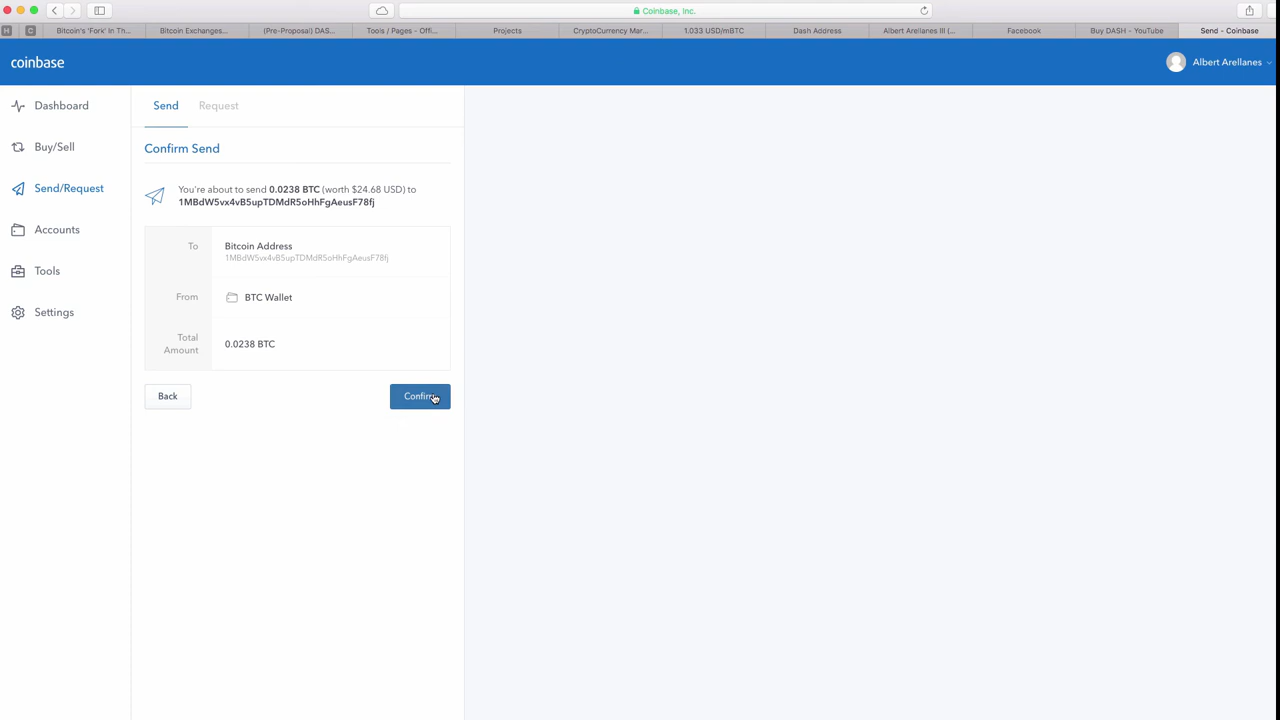 Coinbase, Inc.
H
C
Bitcoin's 'Fork' In Th...
Bitcoin Exchanges...
(Pre-Proposal) DAS...
Tools / Pages - Offi...
Projects
CryptoCurrency Mar...
1.033 USD/mBTC
Dash Address
Albert Arellanes III (...
Facebook
Buy DASH - YouTube
Send - Coinbase
coinbase
Albert Arellanes
Dashboard
Buy/Sell
Send/Request
Accounts
Tools
Settings
Send
Request
Confirm Send
You're about to send 0.0238 BTC (worth $24.68 USD) to
1MBdW5vx4vB5upTDMdR5oHhFgAeusF78fj
To
Bitcoin Address
1MBdW5vx4vB5upTDMdR5oHhFgAeusF78fj
From
BTC Wallet
Total
Amount
0.0238 BTC
Back
Confirm